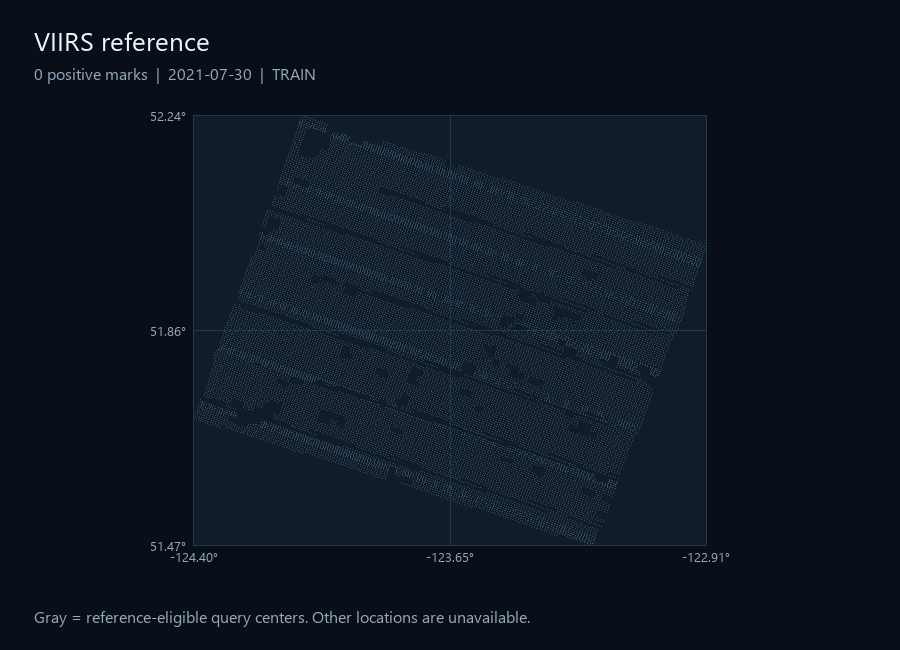 VIIRS reference
0 positive marks | 2021-07-30 | TRAIN
52.24°
51.86°
51.47°
-124.40°
-123.65°
-122.91°
Gray = reference-eligible query centers. Other locations are unavailable.